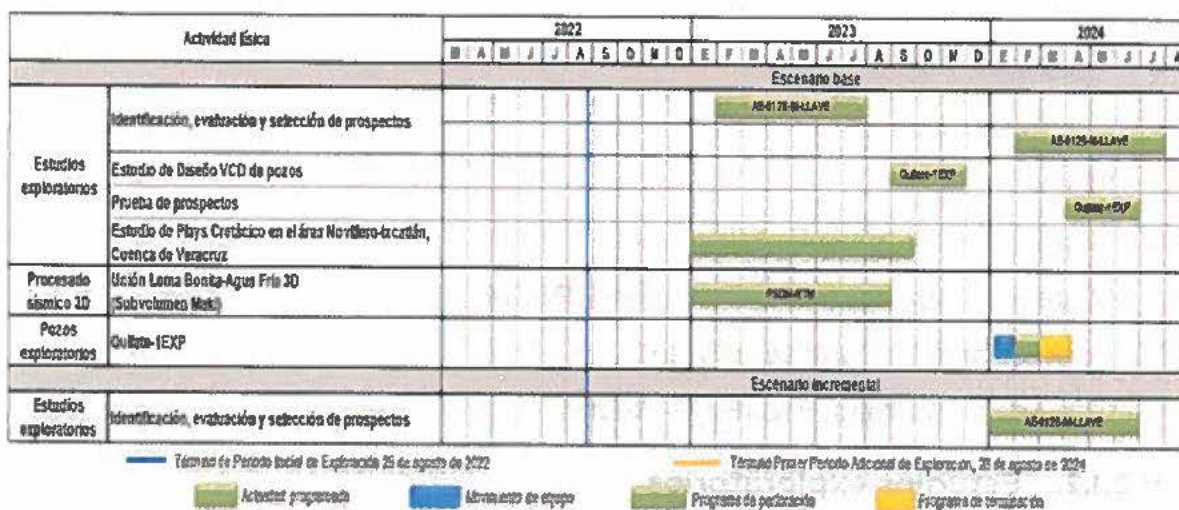 Actividad física
2022 2023 2024
M A M J J A S O N D E F M A M J J A S O N D E F M A M J J A
Escenario base
Estudios exploratorios
Identificación, evaluación y selección de prospectos
Estudio de Diseño VCD de pozos
Prueba de prospectos
Estudio de Plays Cretácico en el área Novillero-Ixcatlán,
Cuenca de Veracruz
Procesado
sísmico 3D
Unión Loma Bonita-Agua Fría 3D
(Subvolumen
Pozos
exploratorios
Escenario incremental
Estudios
exploratorios
Identificación, evaluación y selección de prospectos
Término de Periodo Inicial de Exploración 25 de agosto de 2022
Término Primer Periodo Adicional de Exploración, de agosto de 2024
Actividad programada
Movimiento de equipo
Programa de perforación
Programa de terminación